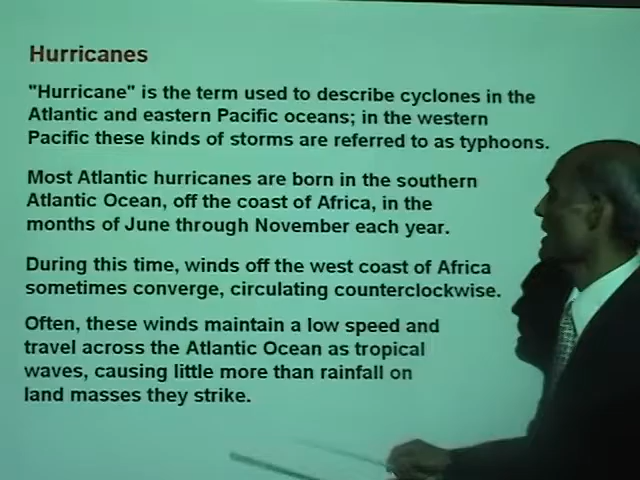 Hurricanes
"Hurricane" is the term used to describe cyclones in the
Atlantic and eastern Pacific oceans; in the western
Pacific these kinds of storms are referred to as typhoons.
Most Atlantic hurricanes are born in the southern
Atlantic Ocean, off the coast of Africa, in the
months of June through November each year.
During this time, winds off the west coast of Africa
sometimes converge, circulating counterclockwise.
Often, these winds maintain a low speed and
travel across the Atlantic Ocean as tropical
waves, causing little more than rainfall on
land masses they strike.